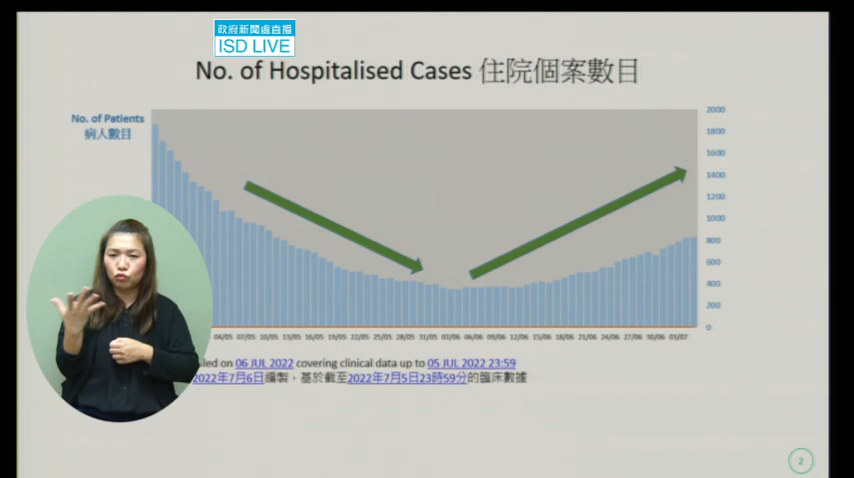 政府新聞處直播
ISD LIVE
No. of Hospitalised Cases 住院個案數目
No. of Patients
病人數目
2000
1800
1600
1400
1200
1000
800
600
400
200
0
04/05 07/05 10/05 13/05 16/05 19/05 22/05 25/05 28/05 31/05 03/06 06/06 09/06 12/06 15/06 18/06 21/06 24/06 27/06 30/06 03/07
on 06 JUL 2022 covering clinical data up to 05 JUL 2022 23:59
2022年7月6日編製，基於截至2022年7月5日23時59分的臨床數據
2